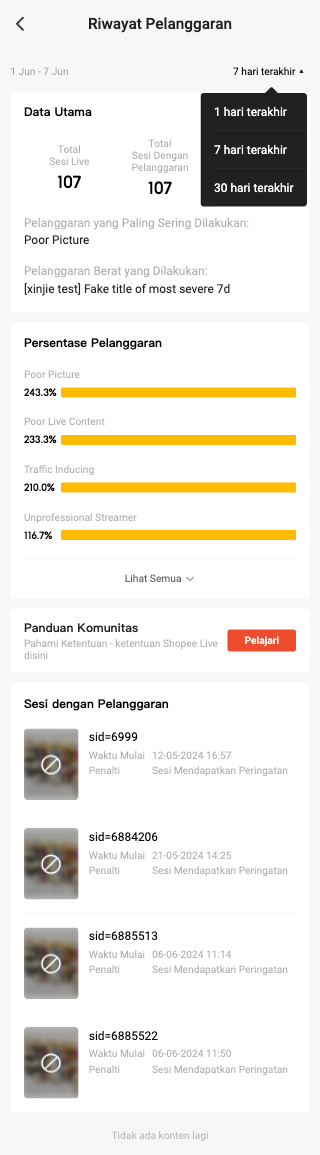 Riwayat Pelanggaran
1 Jun - 7 Jun
7 hari terakhir
1 hari terakhir
7 hari terakhir
30 hari terakhir
Data Utama
Total
Sesi Live
107
Total
Sesi Dengan
Pelanggaran
107
Pelanggaran yang Paling Sering Dilakukan:
Poor Picture
Pelanggaran Berat yang Dilakukan:
[xinjie test] Fake title of most severe 7d
Persentase Pelanggaran
Poor Picture
243.3%
Poor Live Content
233.3%
Traffic Inducing
210.0%
Unprofessional Streamer
116.7%
Lihat Semua
Panduan Komunitas
Pahami Ketentuan - ketentuan Shopee Live
disini
Pelajari
Sesi dengan Pelanggaran
sid=6999
Waktu Mulai 12-05-2024 16:57
Penalti Sesi Mendapatkan Peringatan
sid=6884206
Waktu Mulai 21-05-2024 14:25
Penalti Sesi Mendapatkan Peringatan
sid=6885513
Waktu Mulai 06-06-2024 11:14
Penalti Sesi Mendapatkan Peringatan
sid=6885522
Waktu Mulai 06-06-2024 11:50
Penalti Sesi Mendapatkan Peringatan
Tidak ada konten lagi